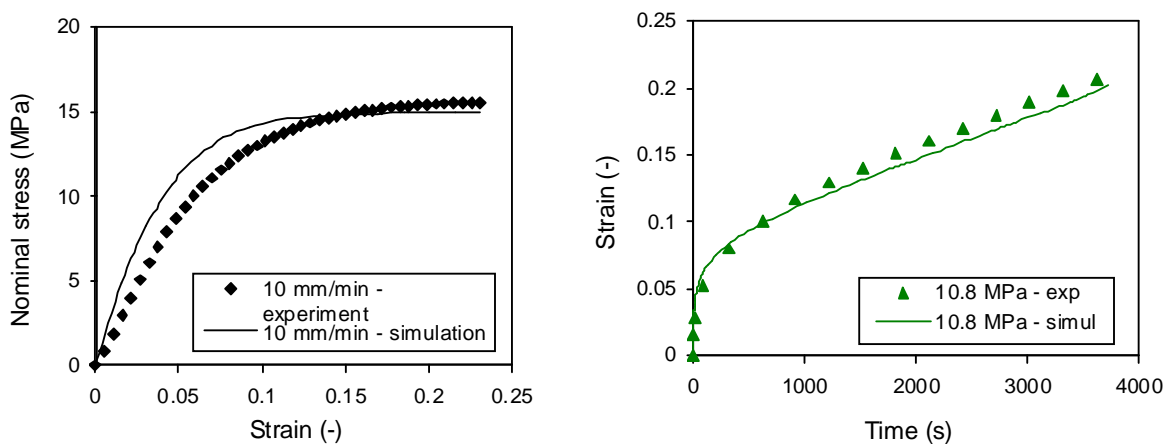 20
15
10
5
0
Nominal stress (MPa)
10 mm/min -
experiment
10 mm/min - simulation
0
0.05
0.1
0.15
0.2
0.25
Strain (-)
0.25
0.2
0.15
0.1
0.05
0
Strain (-)
10.8 MPa - exp
10.8 MPa - simul
0
1000
2000
3000
4000
Time (s)